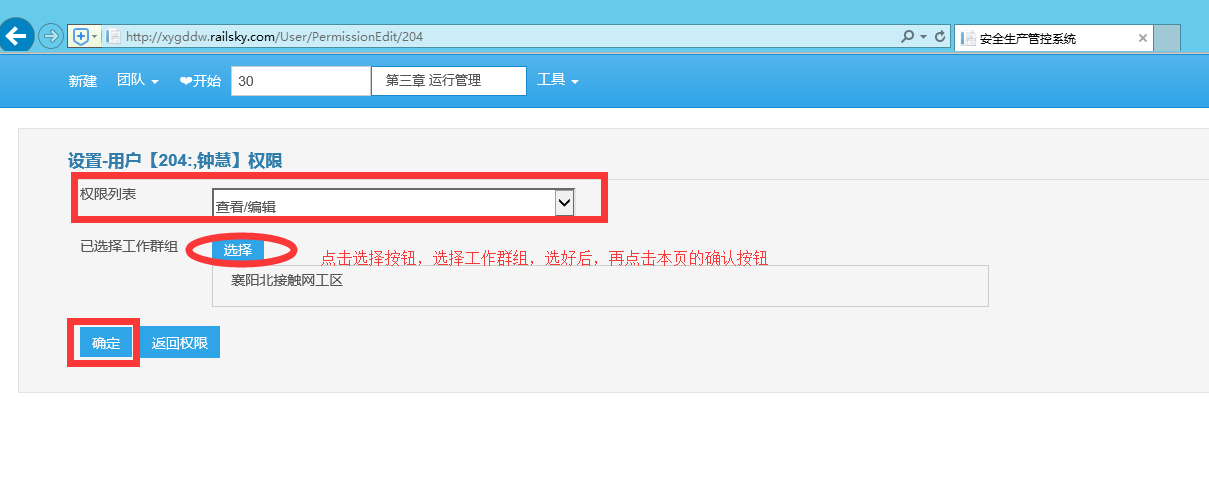 http://xygddw.railsky.com/User/PermissionEdit/204
安全生产管控系统
新建 团队 ❤开始 30 第三章 运行管理 工具
设置-用户【204:,钟慧】权限
权限列表 查看/编辑
已选择工作群组 选择
点击选择按钮，选择工作群组，选好后，再点击本页的确认按钮
襄阳北接触网工区
确定 返回权限